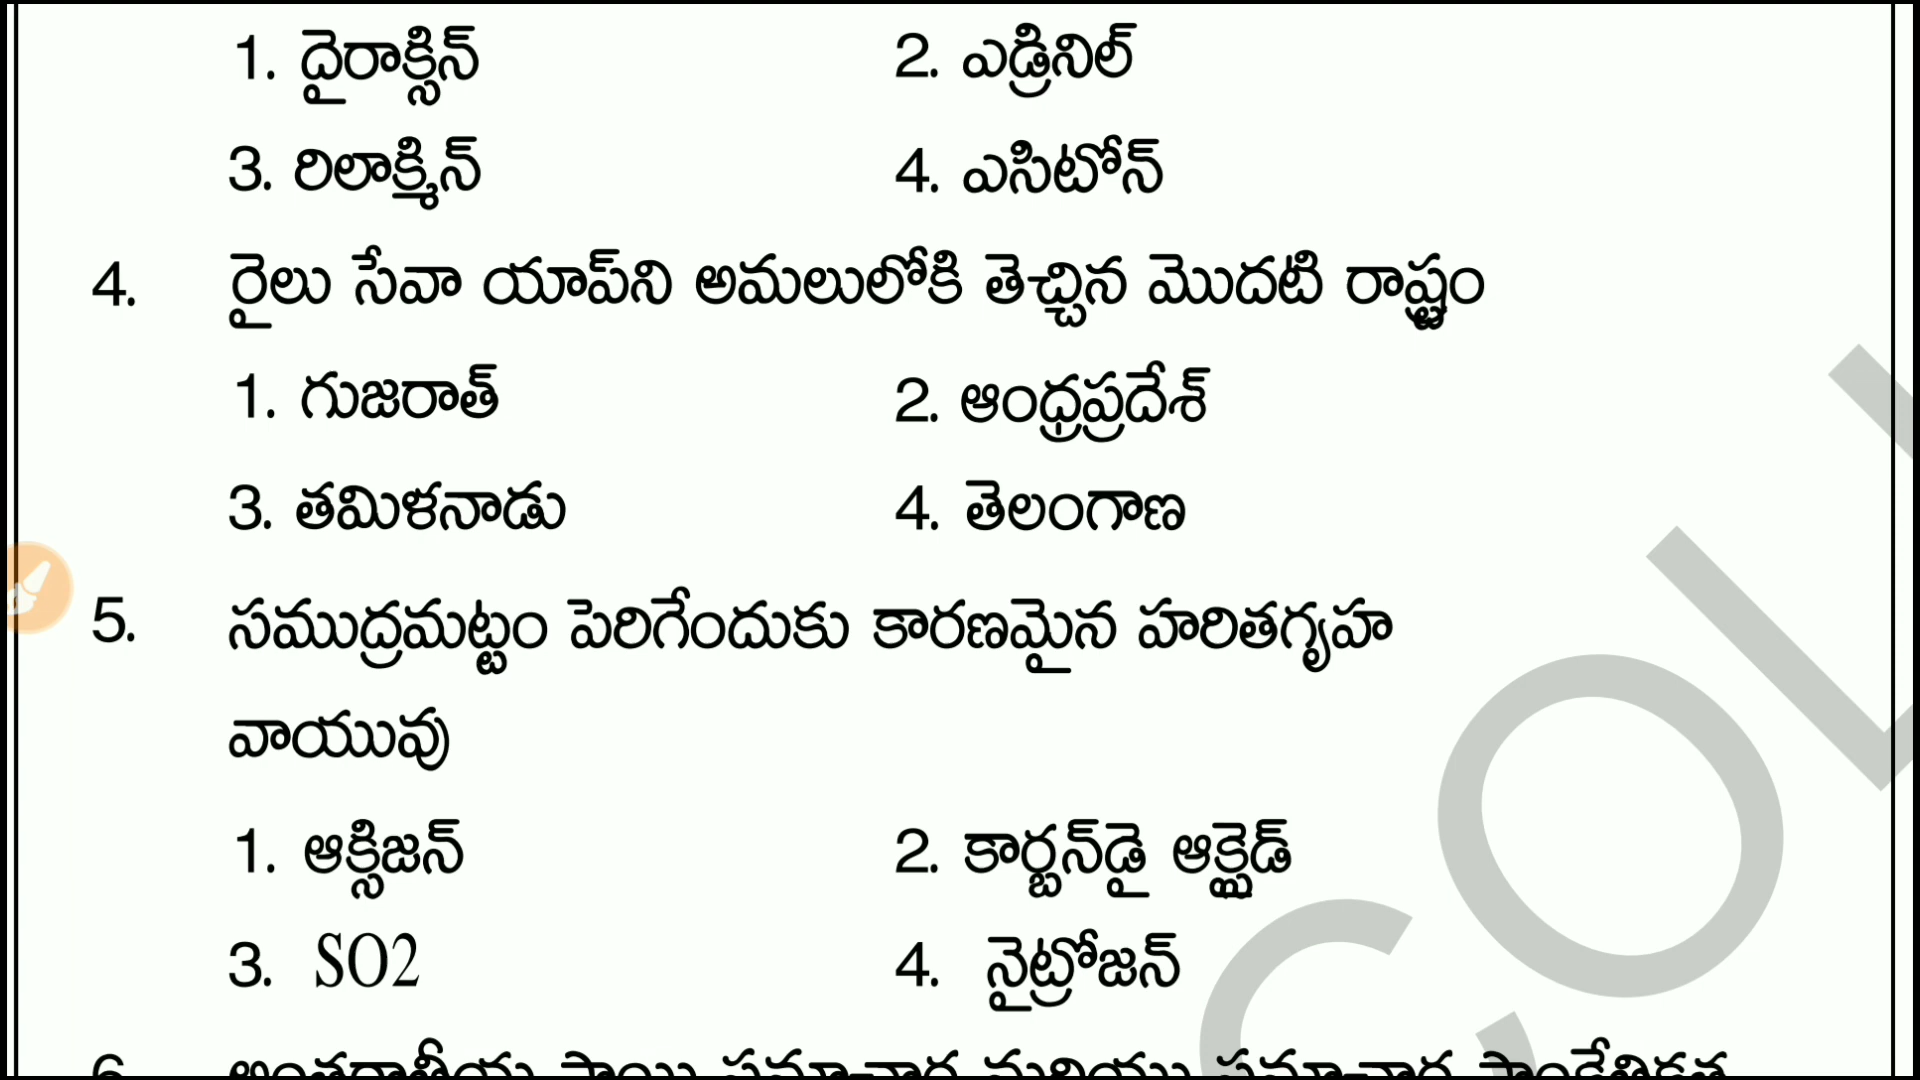 1. దైరాక్సిన్ 2. ఎడ్రినిల్
3. రిలాక్మిన్ 4. ఎసిటోన్
4. రైలు సేవా యాప్‌ని అమలులోకి తెచ్చిన మొదటి రాష్ట్రం
1. గుజరాత్ 2. ఆంధ్రప్రదేశ్
3. తమిళనాడు 4. తెలంగాణ
5. సముద్రమట్టం పెరిగేందుకు కారణమైన హరితగృహ
వాయువు
1. ఆక్సిజన్ 2. కార్బన్‌డై ఆక్సైడ్
3. SO2 4. నైట్రోజన్